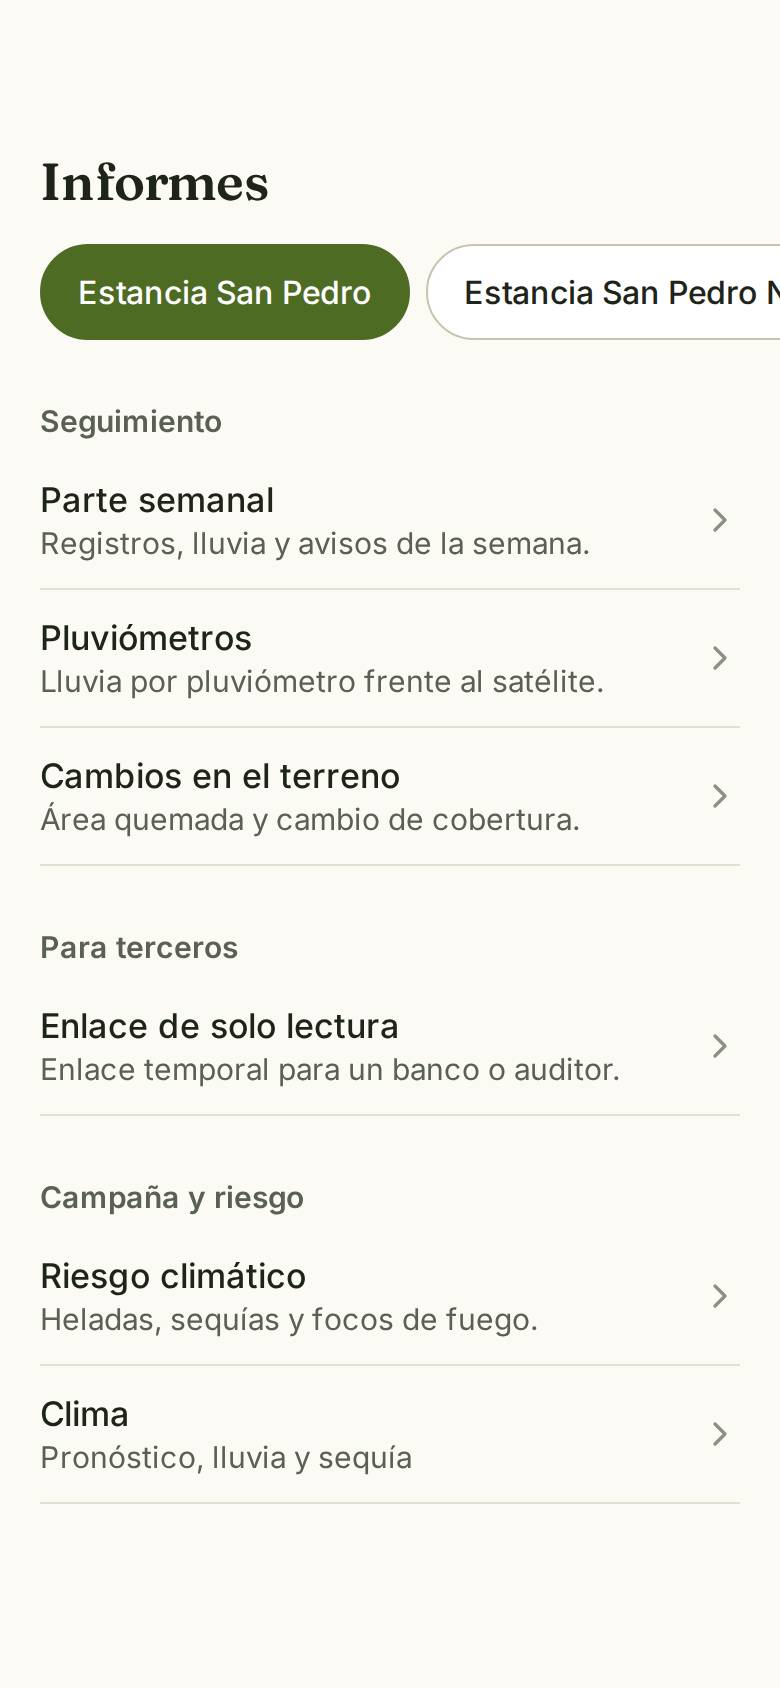 Informes
Estancia San Pedro
Estancia San Pedro
Seguimiento
Parte semanal
Registros, lluvia y avisos de la semana.
Pluviómetros
Lluvia por pluviómetro frente al satélite.
Cambios en el terreno
Área quemada y cambio de cobertura.
Para terceros
Enlace de solo lectura
Enlace temporal para un banco o auditor.
Campaña y riesgo
Riesgo climático
Heladas, sequías y focos de fuego.
Clima
Pronóstico, lluvia y sequía